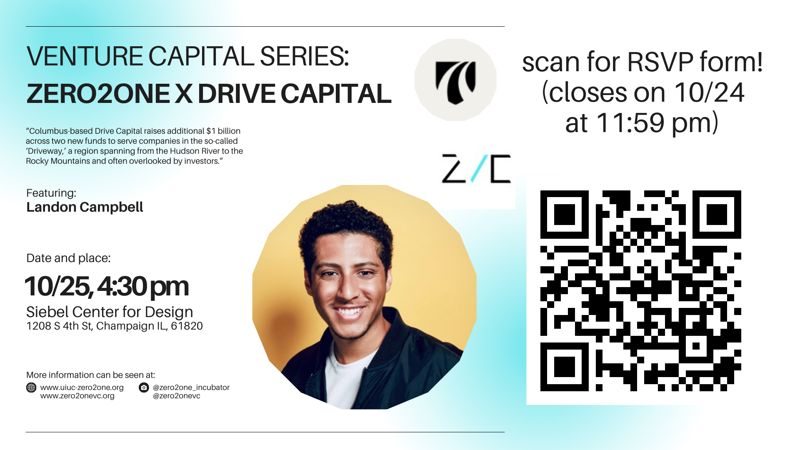 VENTURE CAPITAL SERIES:
ZERO2ONE X DRIVE CAPITAL
“Columbus-based Drive Capital raises additional $1 billion
across two new funds to serve companies in the so-called
‘Driveway,’ a region spanning from the Hudson River to the
Rocky Mountains and often overlooked by investors.”
Featuring:
Landon Campbell
Date and place:
10/25, 4:30 pm
Siebel Center for Design
1208 S 4th St, Champaign IL, 61820
More information can be seen at:
www.uiuc-zero2one.org
www.zero2onevc.org
@zero2one_incubator
@zero2onevc
scan for RSVP form!
(closes on 10/24
at 11:59 pm)